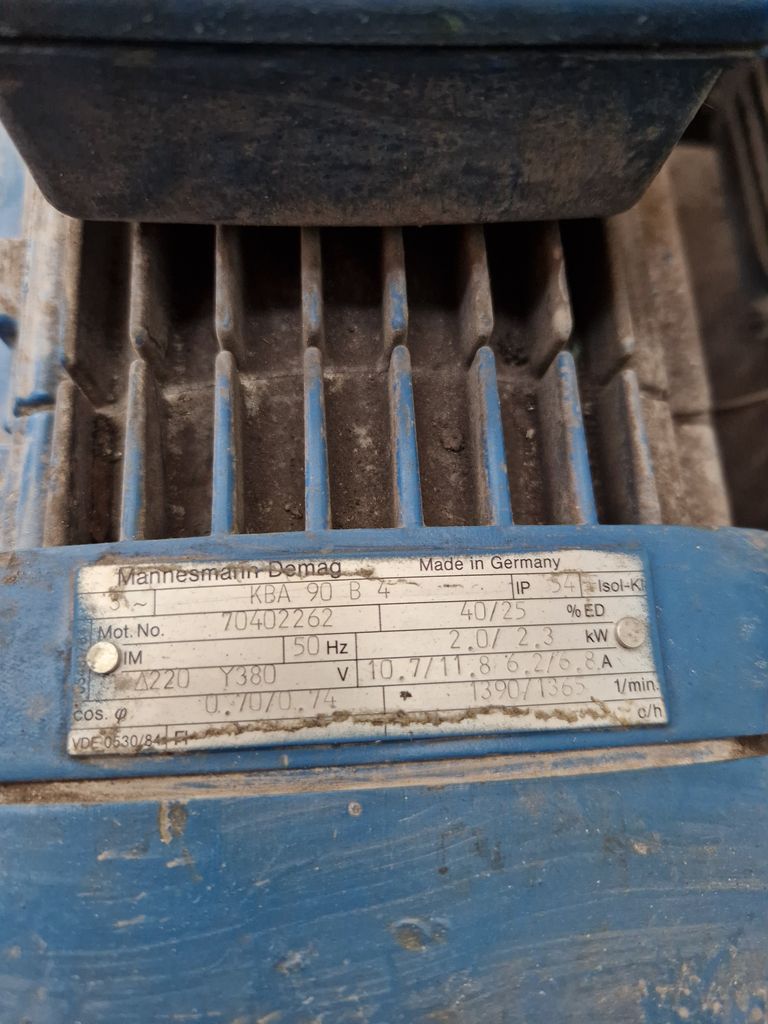 Mannesmann Demag Made in Germany
3 ~ KBA 90 B 4 IP 54 Isol-Kl
Mot. No. 70402262 40/25 % ED
IM 50 Hz 2.0/ 2.3 kW
Δ220 Y380 V 10.7/11.8 6.2/6.8 A
cos. φ 0.70/0.74 1390/1365 1/min.
VDE 0530/84 c/h